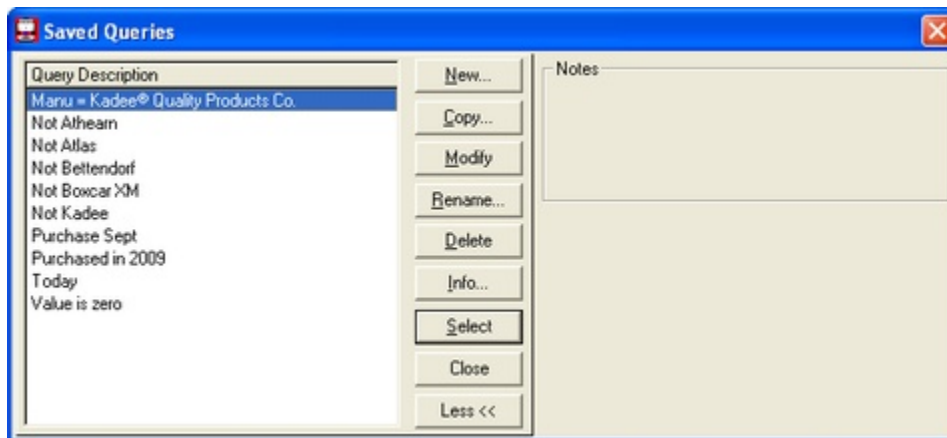 Saved Queries
Query Description
Manu = Kadee® Quality Products Co.
Not Athearn
Not Atlas
Not Bettendorf
Not Boxcar XM
Not Kadee
Purchase Sept
Purchased in 2009
Today
Value is zero
New...
Copy...
Modify
Rename...
Delete
Info...
Select
Close
Less <<
Notes